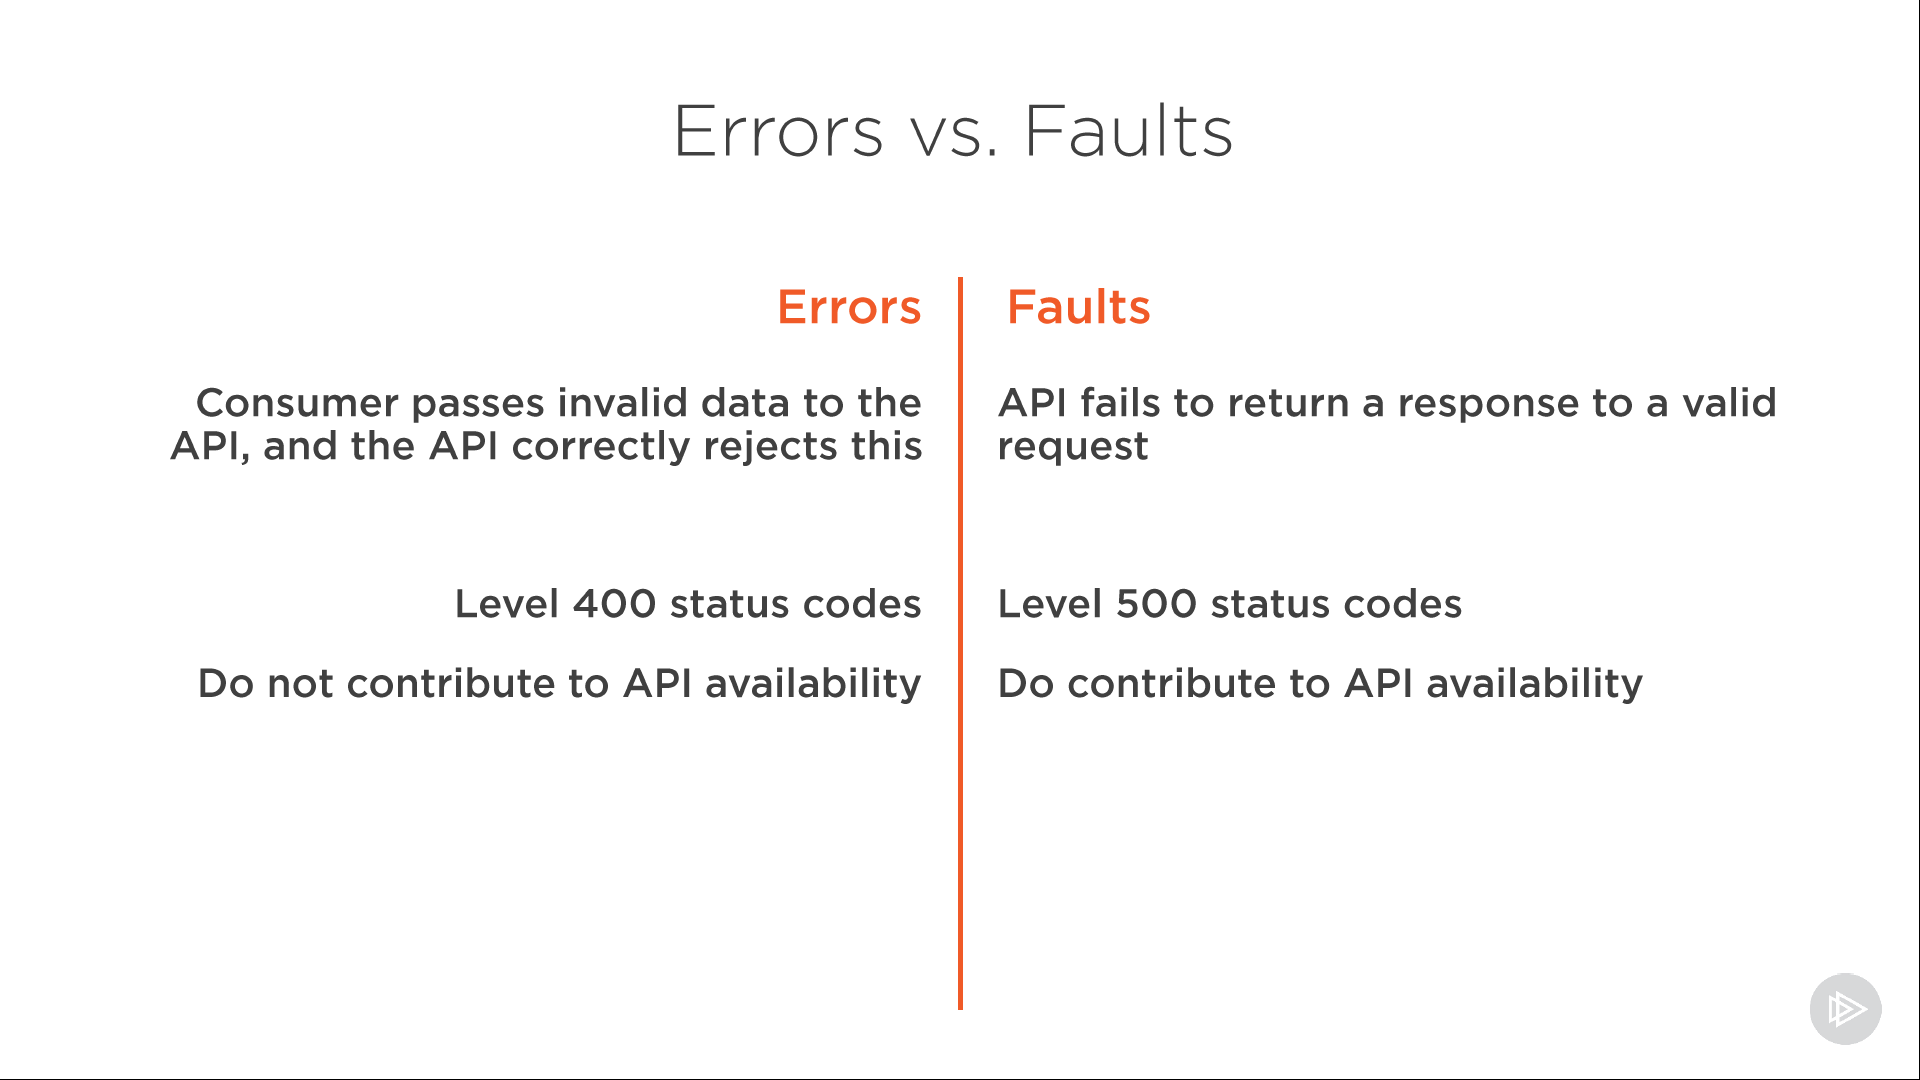 Errors vs. Faults
Errors
Consumer passes invalid data to the
API, and the API correctly rejects this
Level 400 status codes
Do not contribute to API availability
Faults
API fails to return a response to a valid
request
Level 500 status codes
Do contribute to API availability